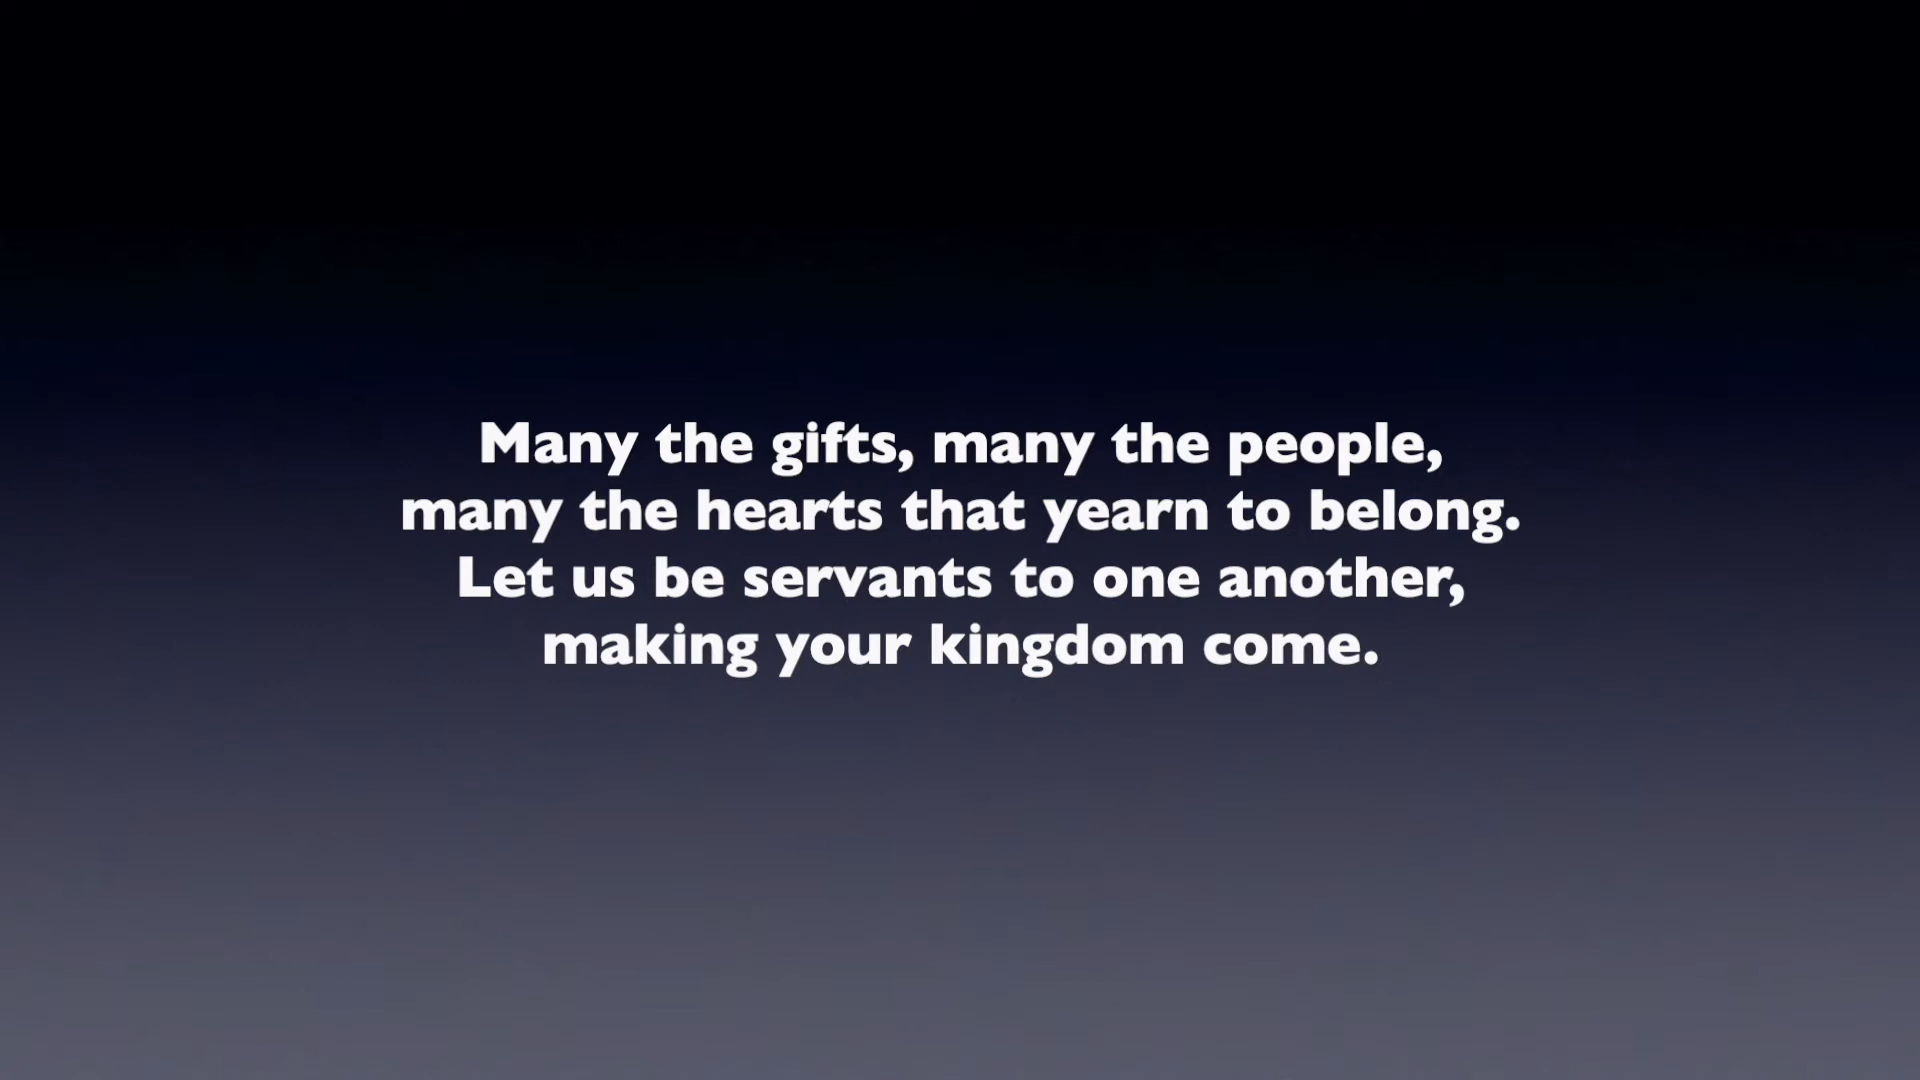 Many the gifts, many the people,
many the hearts that yearn to belong.
Let us be servants to one another,
making your kingdom come.